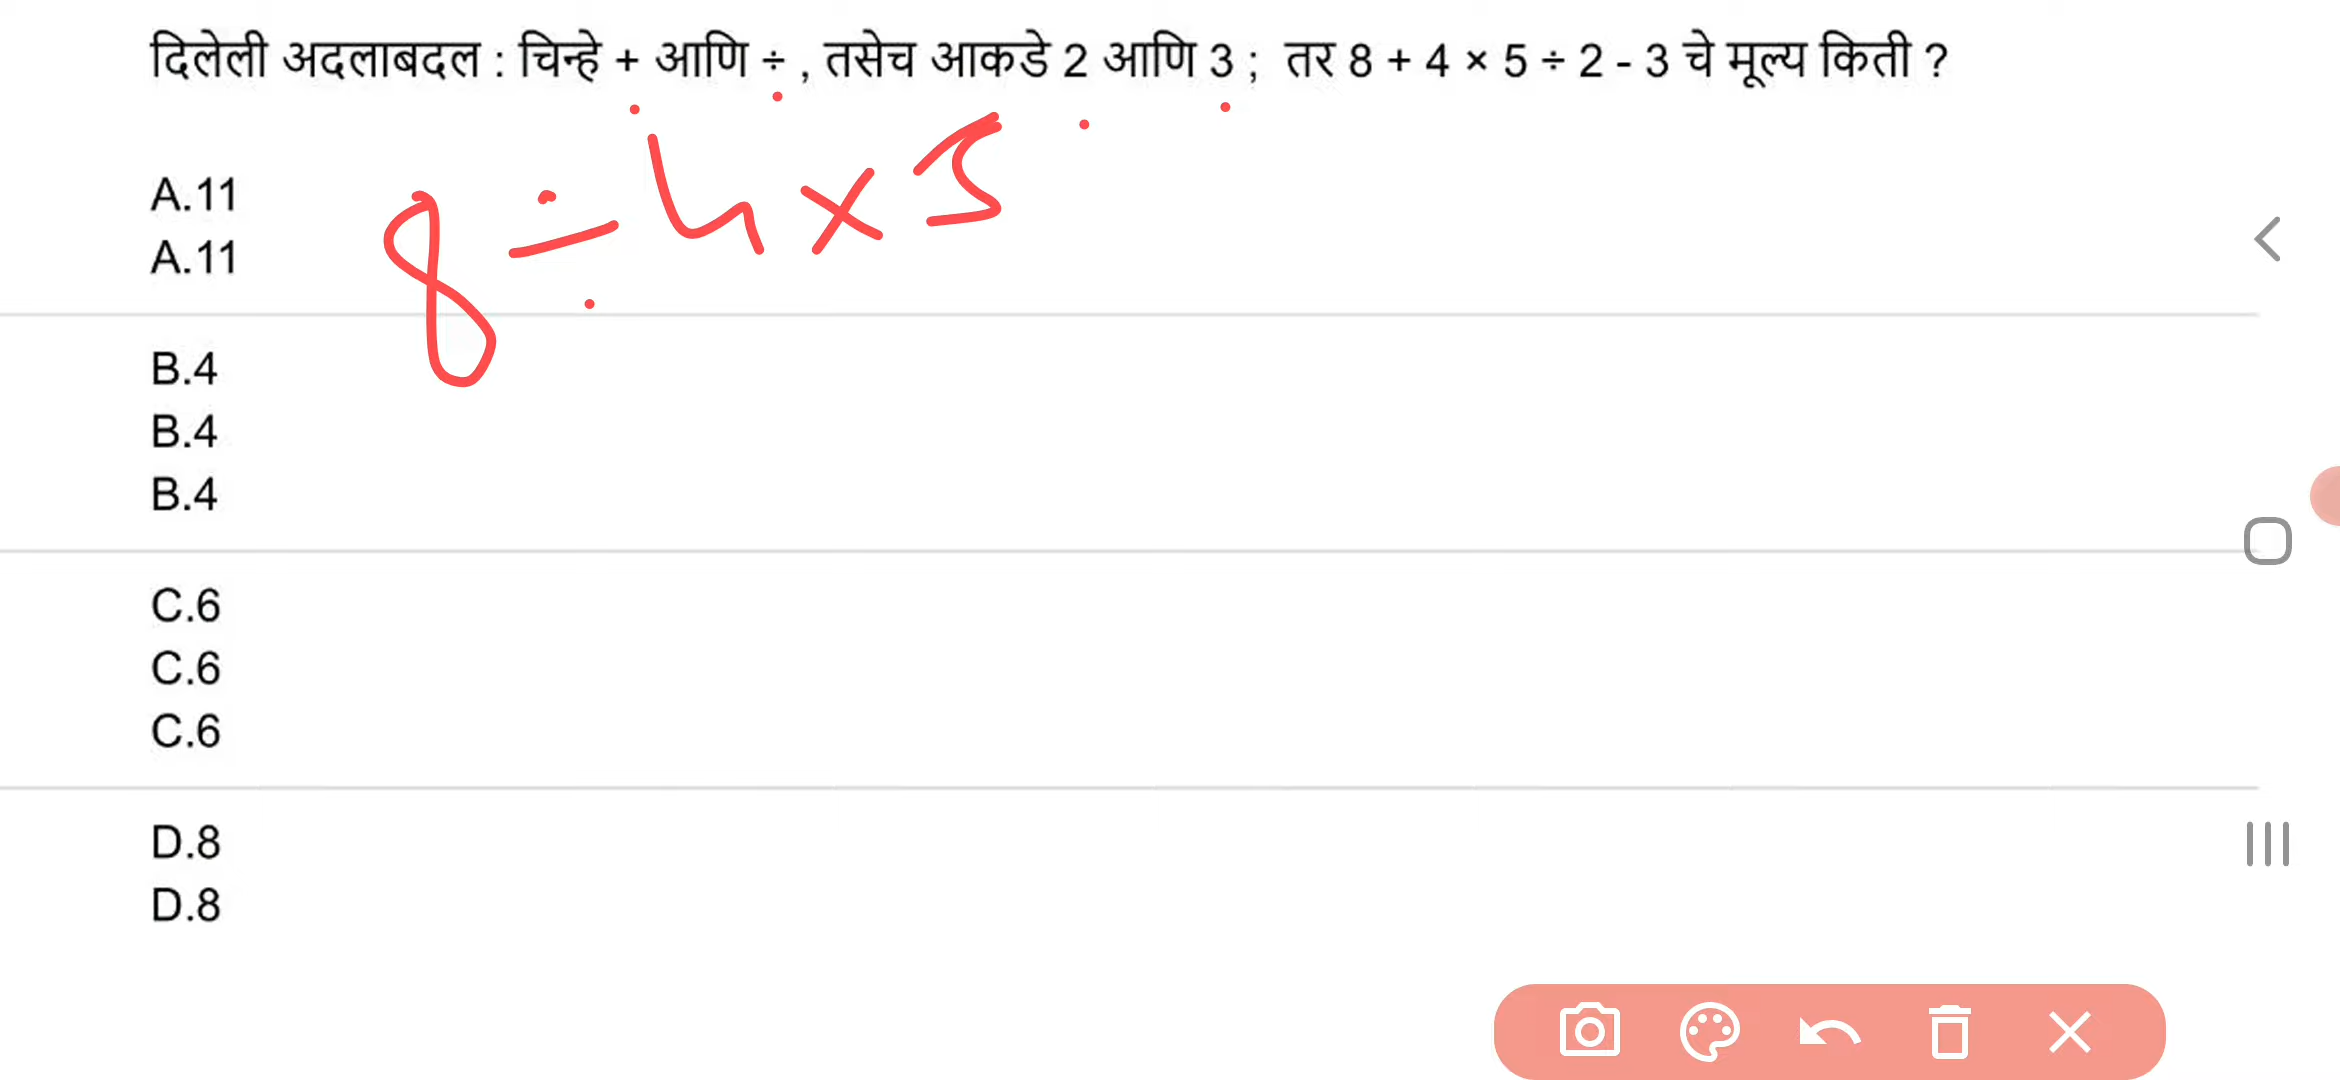 दिलेली अदलाबदल : चिन्हे + आणि ÷ , तसेच आकडे 2 आणि 3 ; तर 8 + 4 × 5 ÷ 2 - 3 चे मूल्य किती ?
8 ÷ 4 × 5
A.11
A.11
B.4
B.4
B.4
C.6
C.6
C.6
D.8
D.8